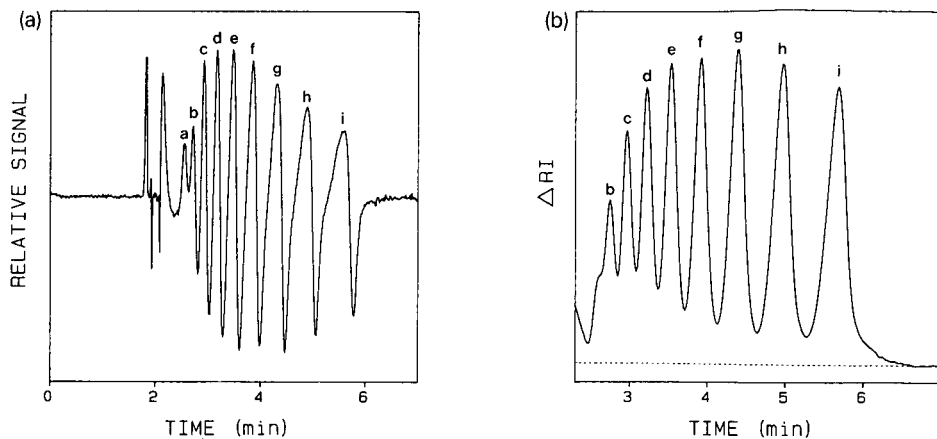 (a)
RELATIVE SIGNAL
a b c d e f g h i
0 2 4 6
TIME (min)
(b)
ΔRI
b c d e f g h i
3 4 5 6
TIME (min)